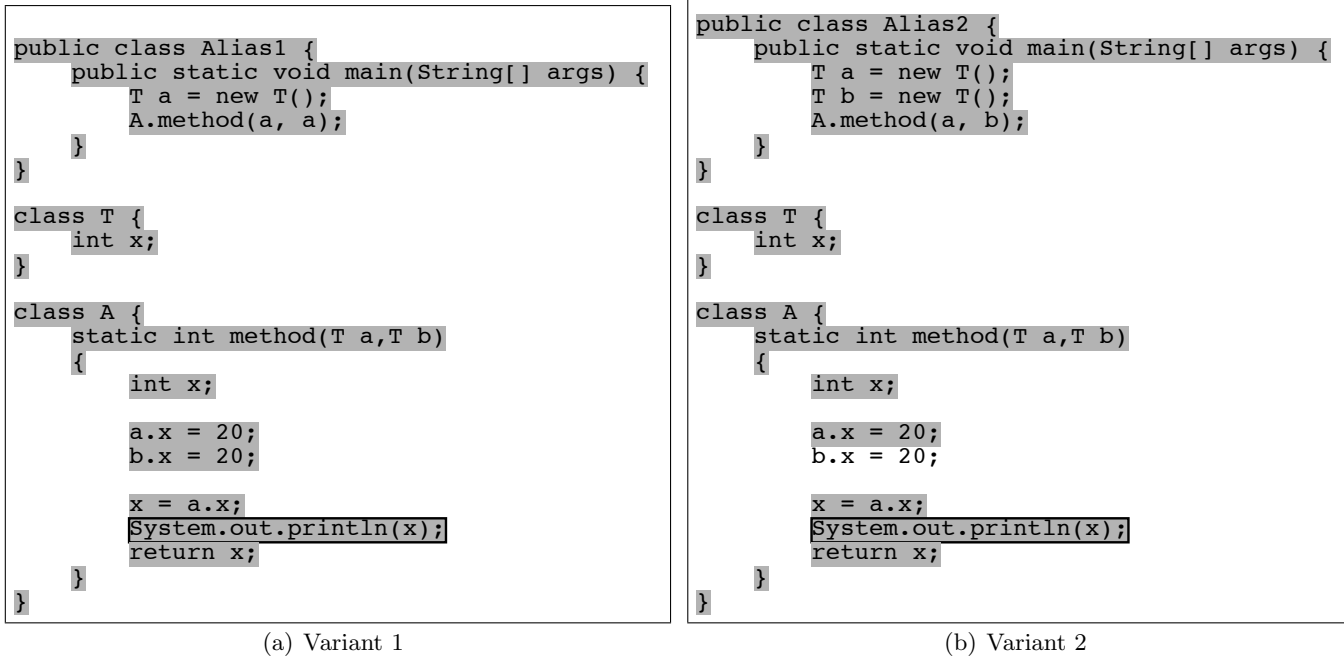 public class Alias1 {
    public static void main(String[] args) {
        T a = new T();
        A.method(a, a);
    }
}

class T {
    int x;
}

class A {
    static int method(T a,T b)
    {
        int x;

        a.x = 20;
        b.x = 20;

        x = a.x;
        System.out.println(x);
        return x;
    }
}
(a) Variant 1
public class Alias2 {
    public static void main(String[] args) {
        T a = new T();
        T b = new T();
        A.method(a, b);
    }
}

class T {
    int x;
}

class A {
    static int method(T a,T b)
    {
        int x;

        a.x = 20;
        b.x = 20;

        x = a.x;
        System.out.println(x);
        return x;
    }
}
(b) Variant 2